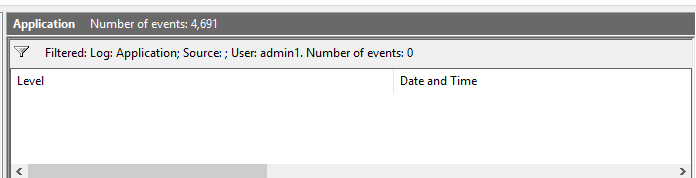 Application Number of events: 4,691
Filtered: Log: Application; Source: ; User: admin1. Number of events: 0
Level Date and Time